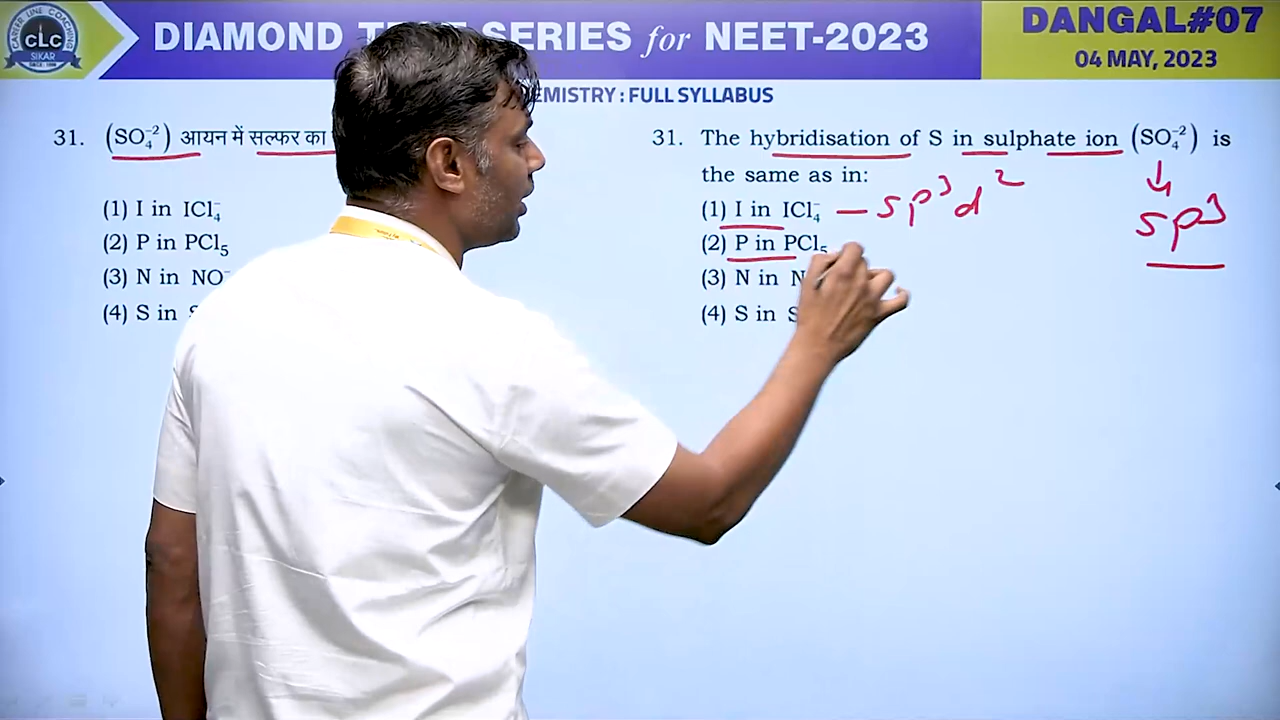 CAREER LINE COACHING
CLC
SIKAR
SINCE: 1996
DIAMOND SERIES for NEET-2023
DANGAL#07
04 MAY, 2023
: FULL SYLLABUS
31. (SO₄⁻²) आयन में सल्फर का
(1) I in ICl₄⁻
(2) P in PCl₅
(3) N in NO
(4) S in
31. The hybridisation of S in sulphate ion (SO₄⁻²) is
the same as in:
(1) I in ICl₄⁻ — sp³d²
sp³
(2) P in PCl₅
(3) N in N
(4) S in S